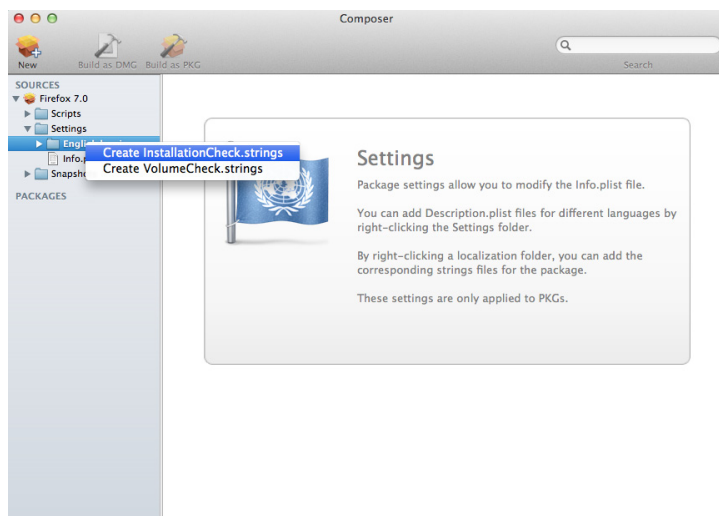 Composer
New
Build as DMG
Build as PKG
Search
SOURCES
Firefox 7.0
Scripts
Settings
Create InstallationCheck.strings
Create VolumeCheck.strings
PACKAGES
Settings
Package settings allow you to modify the Info.plist file.
You can add Description.plist files for different languages by
right-clicking the Settings folder.
By right-clicking a localization folder, you can add the
corresponding strings files for the package.
These settings are only applied to PKGs.